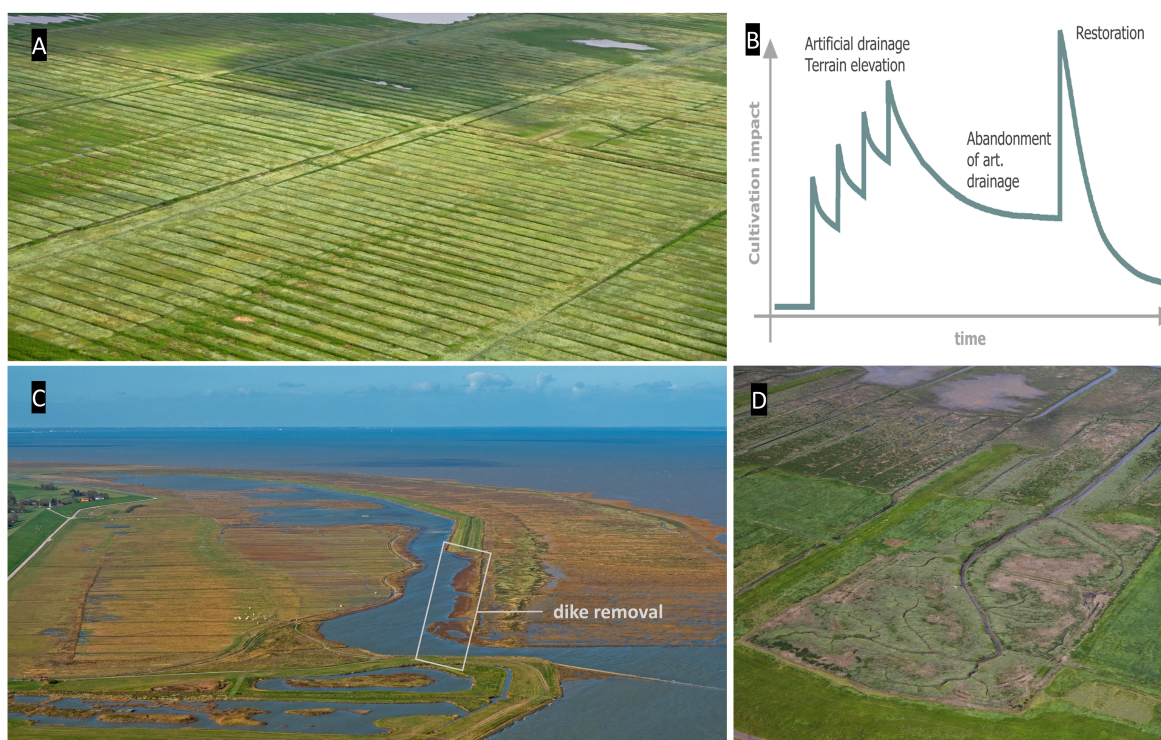 A
B
Artificial drainage
Terrain elevation
Restoration
Abandonment
of art.
drainage
Cultivation impact
time
C
dike removal
D